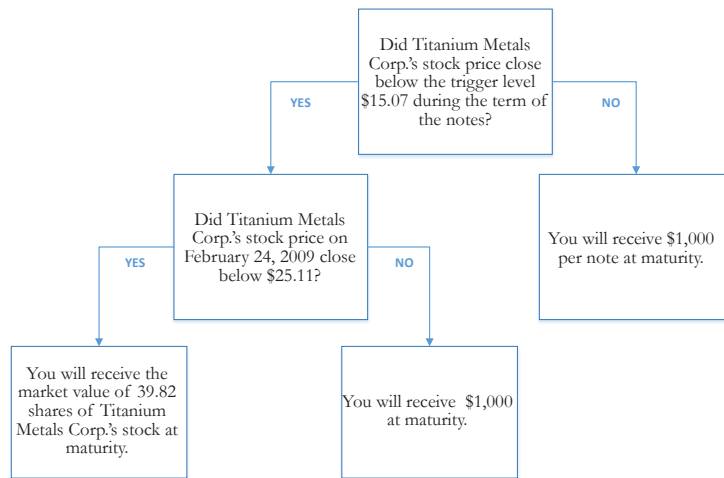 Did Titanium Metals
Corp.'s stock price close
below the trigger level
$15.07 during the term of
the notes?
YES
NO
Did Titanium Metals
Corp.'s stock price on
February 24, 2009 close
below $25.11?
You will receive $1,000
per note at maturity.
YES
NO
You will receive the
market value of 39.82
shares of Titanium
Metals Corp.'s stock at
maturity.
You will receive $1,000
at maturity.